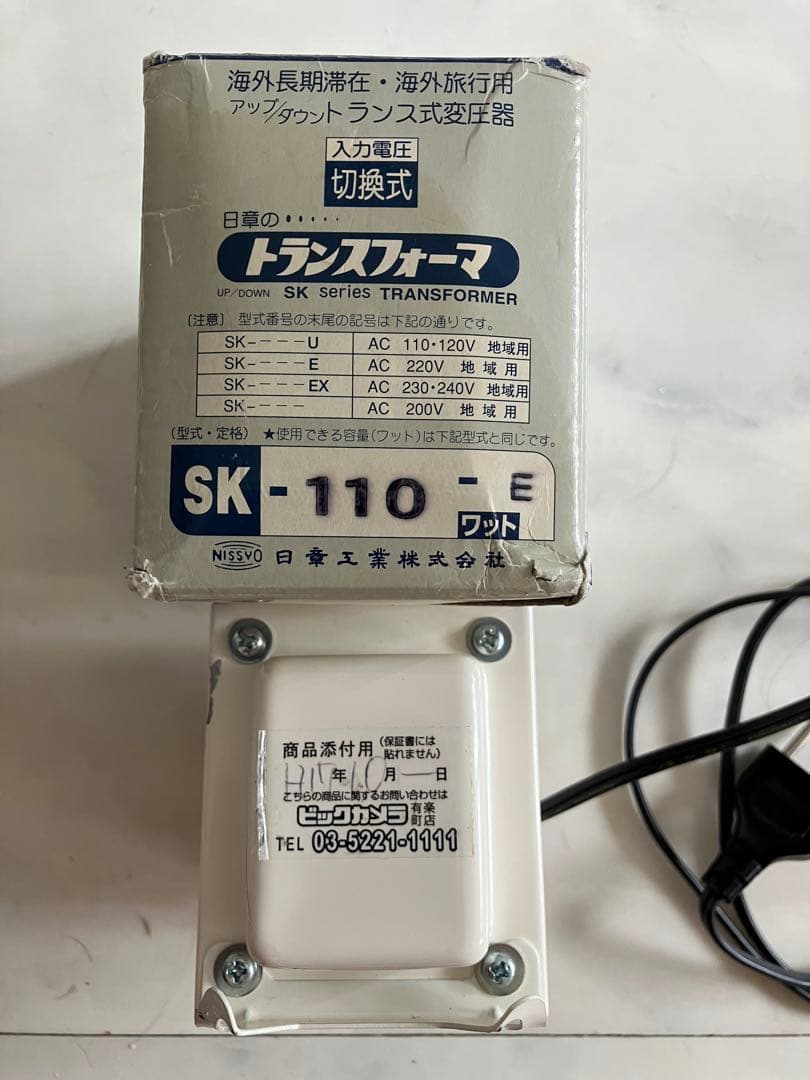 海外長期滞在・海外旅行用
アップ/ダウントランス式変圧器
入力電圧
切換式
日章の・・・・・
トランスフォーマ
UP/DOWN SK series TRANSFORMER
〔注意〕 型式番号の末尾の記号は下記の通りです。
SK-----U AC 110・120V 地域用
SK-----E AC 220V 地域用
SK-----EX AC 230・240V 地域用
SK----- AC 200V 地域用
(型式・定格) ★使用できる容量(ワット)は下記型式と同じです。
SK-110-E
ワット
NISSYO 日章工業株式会社
商品添付用 (保証書には貼れません)
H17年10月一日
こちらの商品に関するお問い合わせは
ビックカメラ 有楽町店
TEL 03-5221-1111